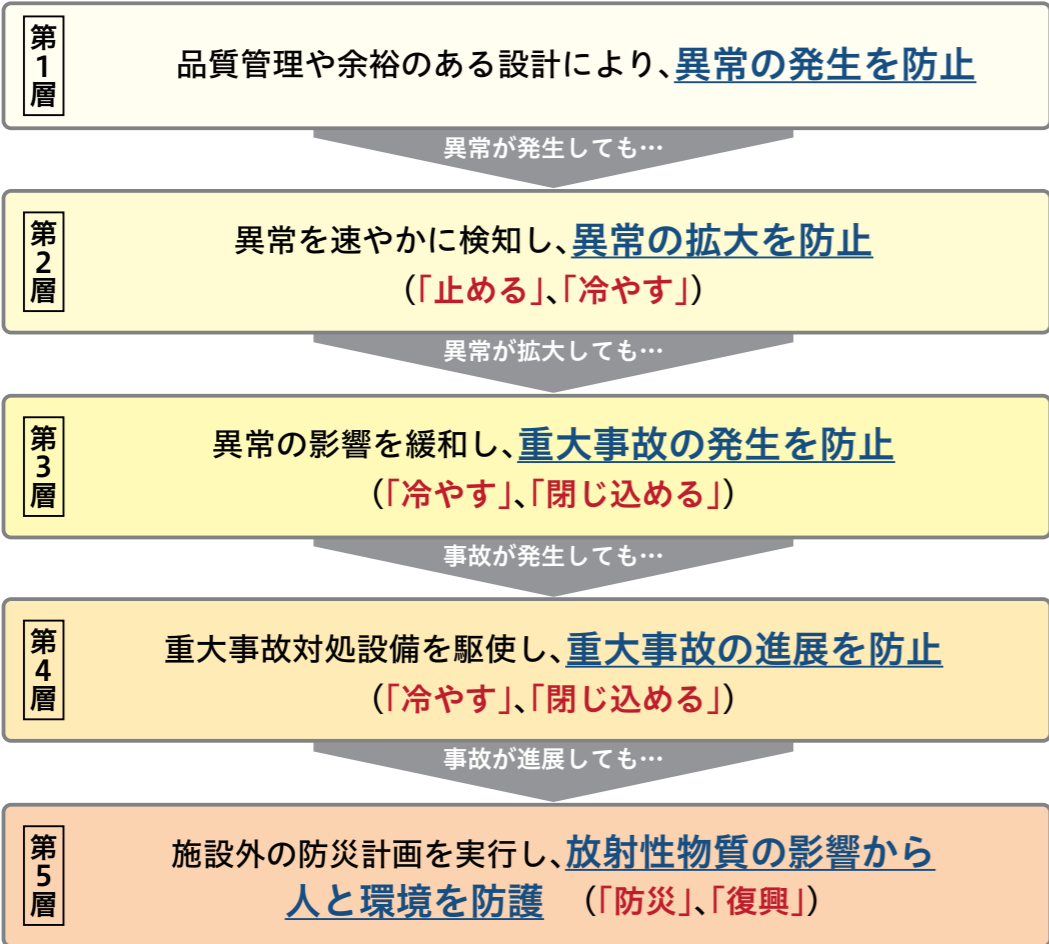 第1層
品質管理や余裕のある設計により、異常の発生を防止
異常が発生しても…
第2層
異常を速やかに検知し、異常の拡大を防止
(「止める」、「冷やす」)
異常が拡大しても…
第3層
異常の影響を緩和し、重大事故の発生を防止
(「冷やす」、「閉じ込める」)
事故が発生しても…
第4層
重大事故対処設備を駆使し、重大事故の進展を防止
(「冷やす」、「閉じ込める」)
事故が進展しても…
第5層
施設外の防災計画を実行し、放射性物質の影響から
人と環境を防護 (「防災」、「復興」)